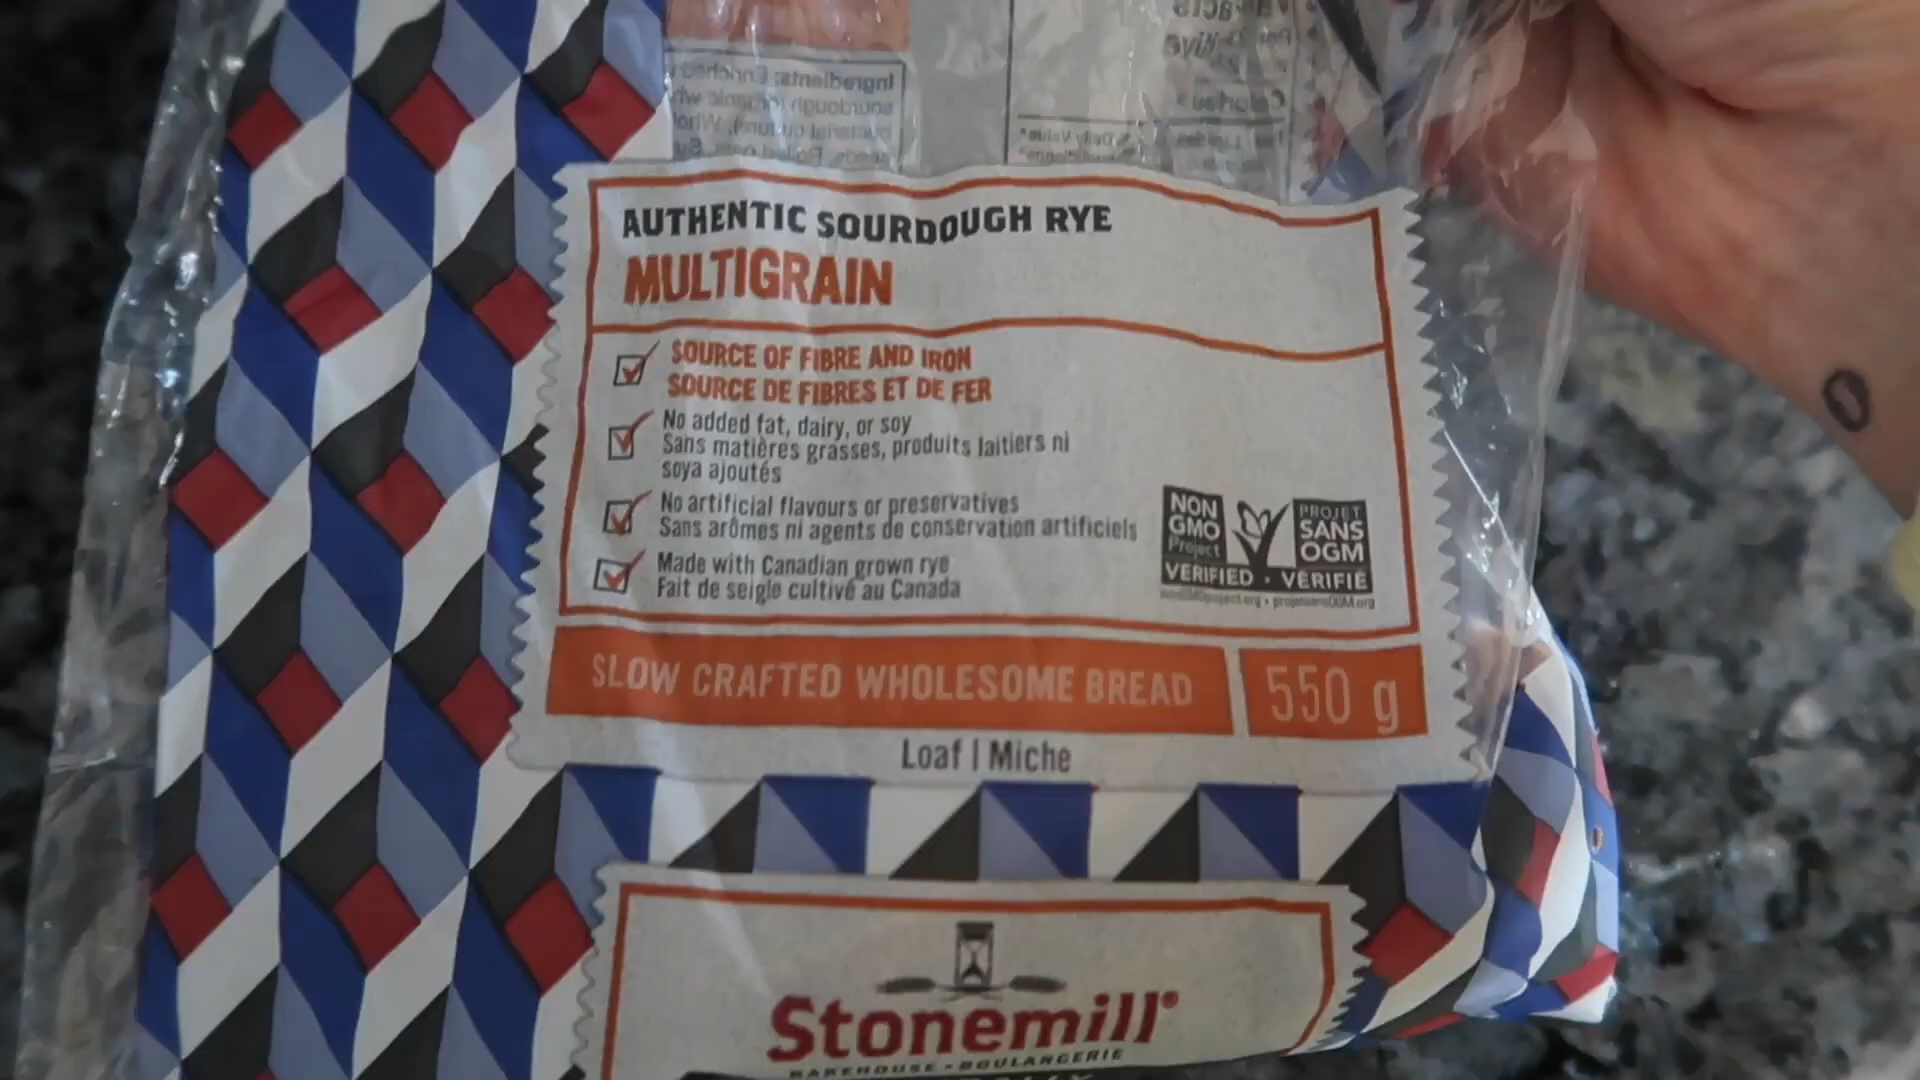 AUTHENTIC SOURDOUGH RYE
MULTIGRAIN
SOURCE OF FIBRE AND IRON
SOURCE DE FIBRES ET DE FER
No added fat, dairy, or soy
Sans matières grasses, produits laitiers ni
soya ajoutés
No artificial flavours or preservatives
Sans arômes ni agents de conservation artificiels
Made with Canadian grown rye
Fait de seigle cultivé au Canada
NON
GMO
Project
PROJET
SANS
OGM
VERIFIED • VÉRIFIÉ
SLOW CRAFTED WHOLESOME BREAD
550 g
Loaf | Miche
Stonemill®
BAKEHOUSE • BOULANGERIE